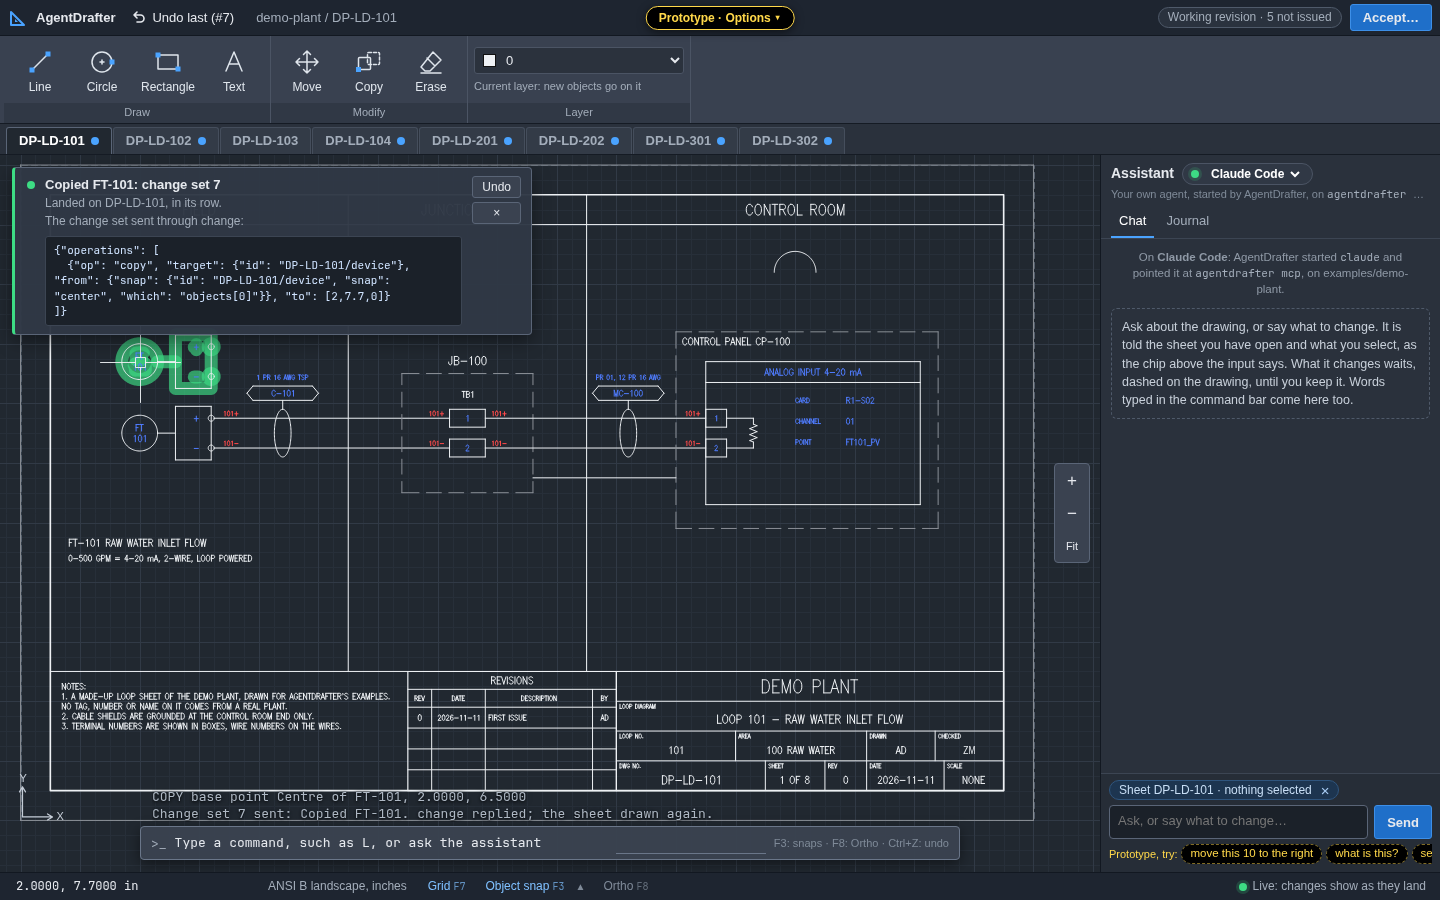 AgentDrafter
Undo last (#7)
demo-plant / DP-LD-101
Prototype · Options ▾
Working revision · 5 not issued
Accept…
Line
Circle
Rectangle
Text
Draw
Move
Copy
Erase
Modify
0
Current layer: new objects go on it
Layer
DP-LD-101
DP-LD-102
DP-LD-103
DP-LD-104
DP-LD-201
DP-LD-202
DP-LD-301
DP-LD-302
Copied FT-101: change set 7
Landed on DP-LD-101, in its row.
The change set sent through change:
Undo
×
{"operations": [
{"op": "copy", "target": {"id": "DP-LD-101/device"},
"from": {"snap": {"id": "DP-LD-101/device", "snap":
"center", "which": "objects[0]"}}, "to": [2,7.7,0]}
]}
CONTROL ROOM
CONTROL PANEL CP-100
ANALOG INPUT 4-20 mA
CARD R1-S02
CHANNEL 01
POINT FT101_PV
JB-100
TB1
1 PR 16 AWG TSP
C-101
PR 01, 12 PR 16 AWG
MC-100
FT
101
+
−
101+ 101+ 1 101+ 101+ 1
101- 101- 2 101- 101- 2
FT-101 RAW WATER INLET FLOW
0-500 GPM = 4-20 mA, 2-WIRE, LOOP POWERED
NOTES:
1. A MADE-UP LOOP SHEET OF THE DEMO PLANT, DRAWN FOR AGENTDRAFTER'S EXAMPLES.
NO TAG, NUMBER OR NAME ON IT COMES FROM A REAL PLANT.
2. CABLE SHIELDS ARE GROUNDED AT THE CONTROL ROOM END ONLY.
3. TERMINAL NUMBERS ARE SHOWN IN BOXES, WIRE NUMBERS ON THE WIRES.
REVISIONS
REV DATE DESCRIPTION BY
0 2026-11-11 FIRST ISSUE AD
DEMO PLANT
LOOP DIAGRAM
LOOP 101 - RAW WATER INLET FLOW
LOOP NO. AREA DRAWN CHECKED
101 100 RAW WATER AD ZM
DWG NO. SHEET REV DATE SCALE
DP-LD-101 1 OF 8 0 2026-11-11 NONE
Y
X
COPY base point Centre of FT-101, 2.0000, 6.5000
Change set 7 sent: Copied FT-101. change replied; the sheet drawn again.
>_ Type a command, such as L, or ask the assistant
F3: snaps · F8: Ortho · Ctrl+Z: undo
+
−
Fit
Assistant
Claude Code
Your own agent, started by AgentDrafter, on agentdrafter …
Chat
Journal
On Claude Code: AgentDrafter started claude and
pointed it at agentdrafter mcp, on examples/demo-
plant.
Ask about the drawing, or say what to change. It is
told the sheet you have open and what you select, as
the chip above the input says. What it changes waits,
dashed on the drawing, until you keep it. Words
typed in the command bar come here too.
Sheet DP-LD-101 · nothing selected ×
Ask, or say what to change…
Send
Prototype, try:
move this 10 to the right
what is this?
se
2.0000, 7.7000 in
ANSI B landscape, inches
Grid F7
Object snap F3
▴
Ortho F8
Live: changes show as they land